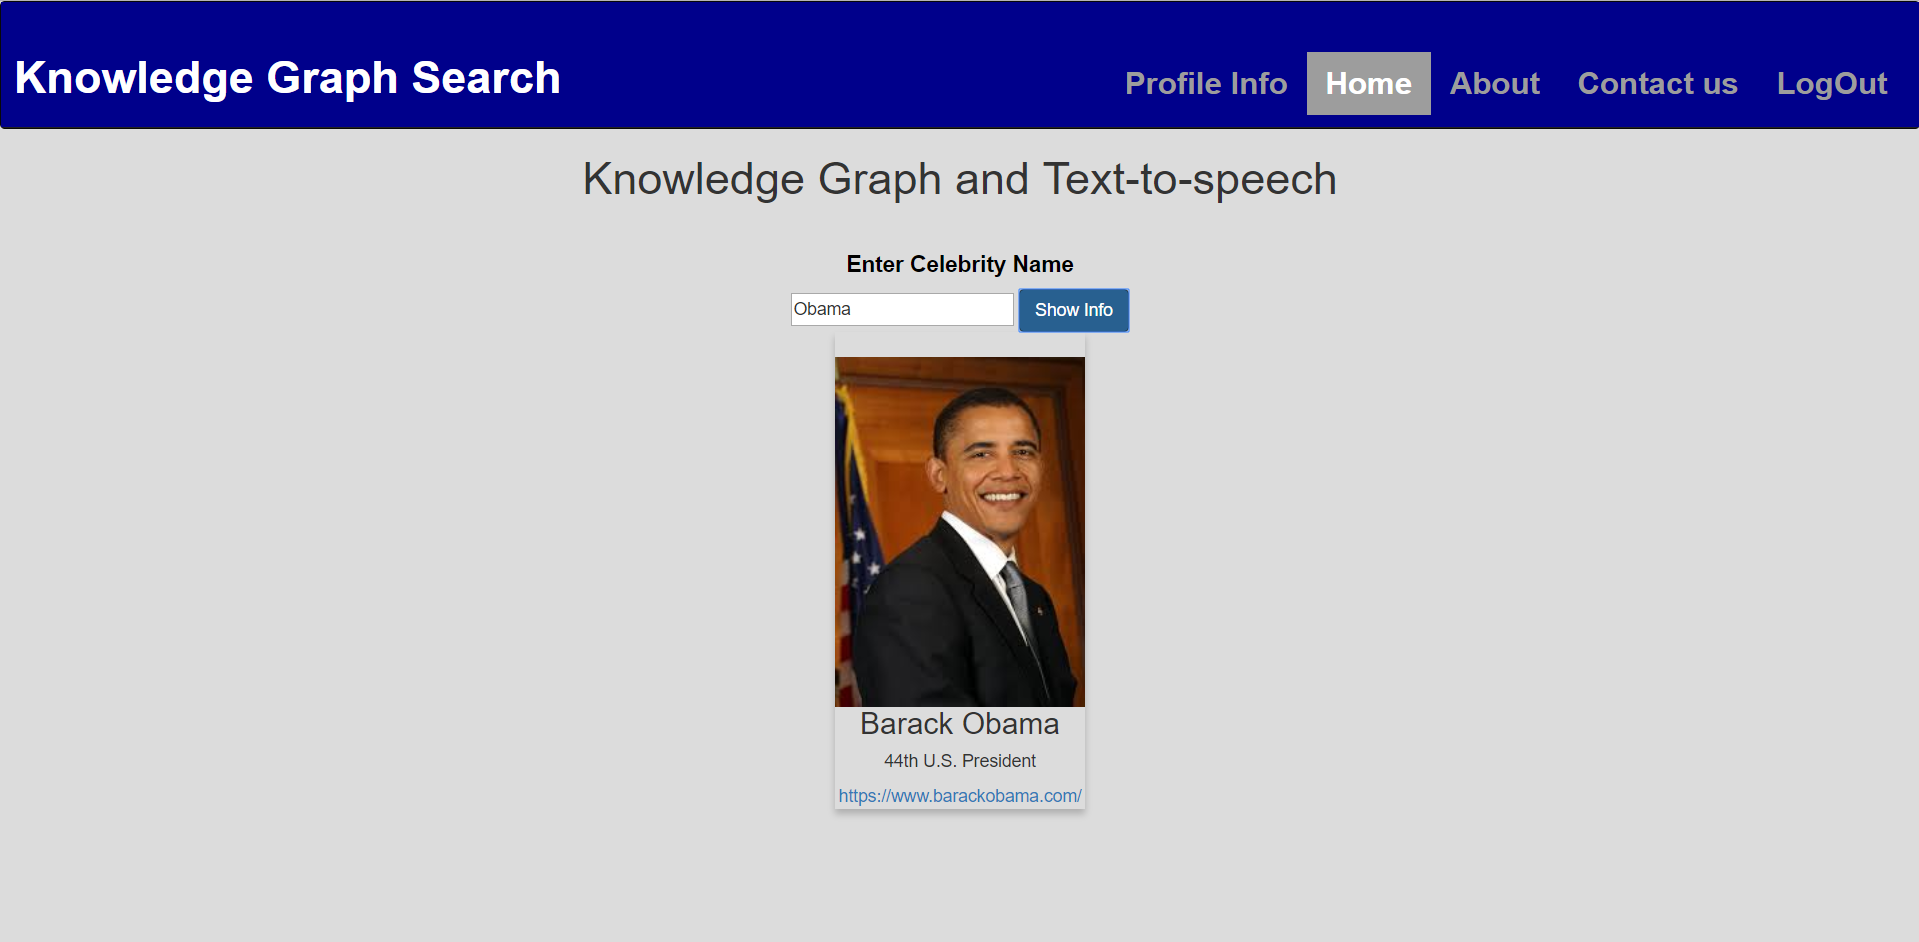 Knowledge Graph Search
Profile Info Home About Contact us LogOut
Knowledge Graph and Text-to-speech
Enter Celebrity Name
Obama Show Info
Barack Obama
44th U.S. President
https://www.barackobama.com/